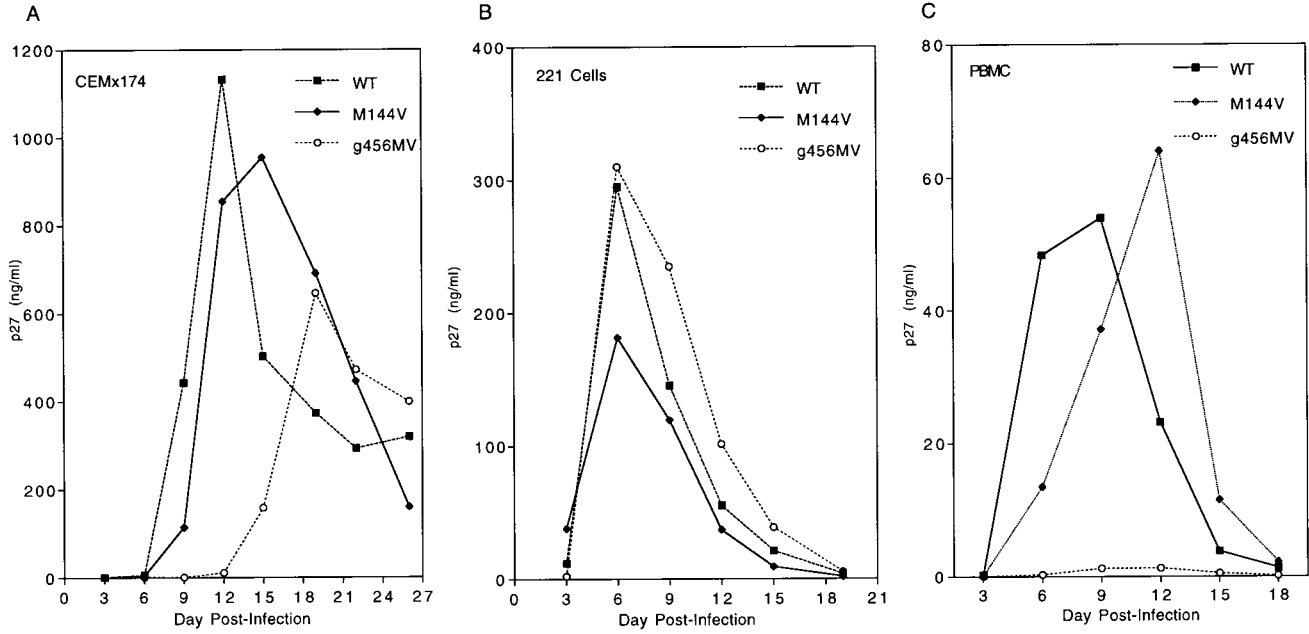 A
CEMx174
WT
M144V
g456MV
1200
1000
800
600
400
200
0
p27 (ng/ml)
0 3 6 9 12 15 18 21 24 27
Day Post-Infection
B
221 Cells
WT
M144V
g456MV
400
300
200
100
0
p27 (ng/ml)
0 3 6 9 12 15 18 21
Day Post-Infection
C
PBMC
WT
M144V
g456MV
80
60
40
20
0
p27 (ng/ml)
3 6 9 12 15 18
Day Post-Infection